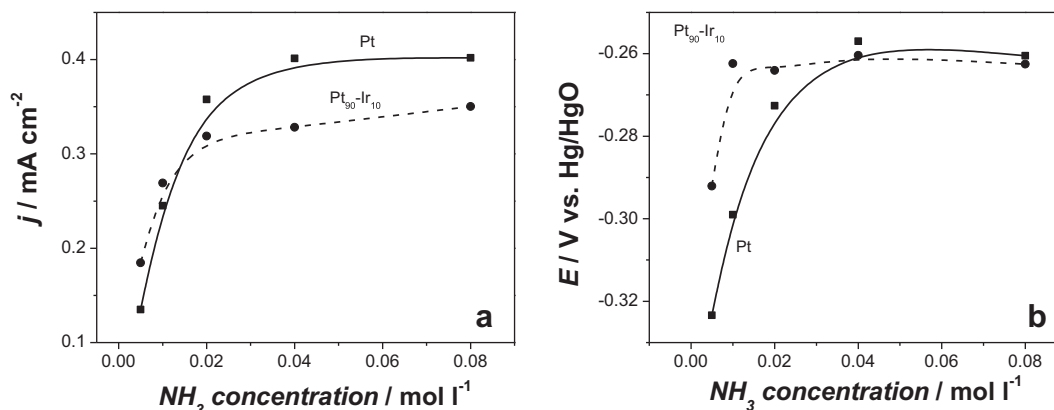 0.4
0.3
0.2
0.1
j / mA cm⁻²
Pt
Pt₉₀-Ir₁₀
a
0.00 0.02 0.04 0.06 0.08
NH₃ concentration / mol l⁻¹
-0.26
-0.28
-0.30
-0.32
E / V vs. Hg/HgO
Pt₉₀-Ir₁₀
Pt
b
0.00 0.02 0.04 0.06 0.08
NH₃ concentration / mol l⁻¹